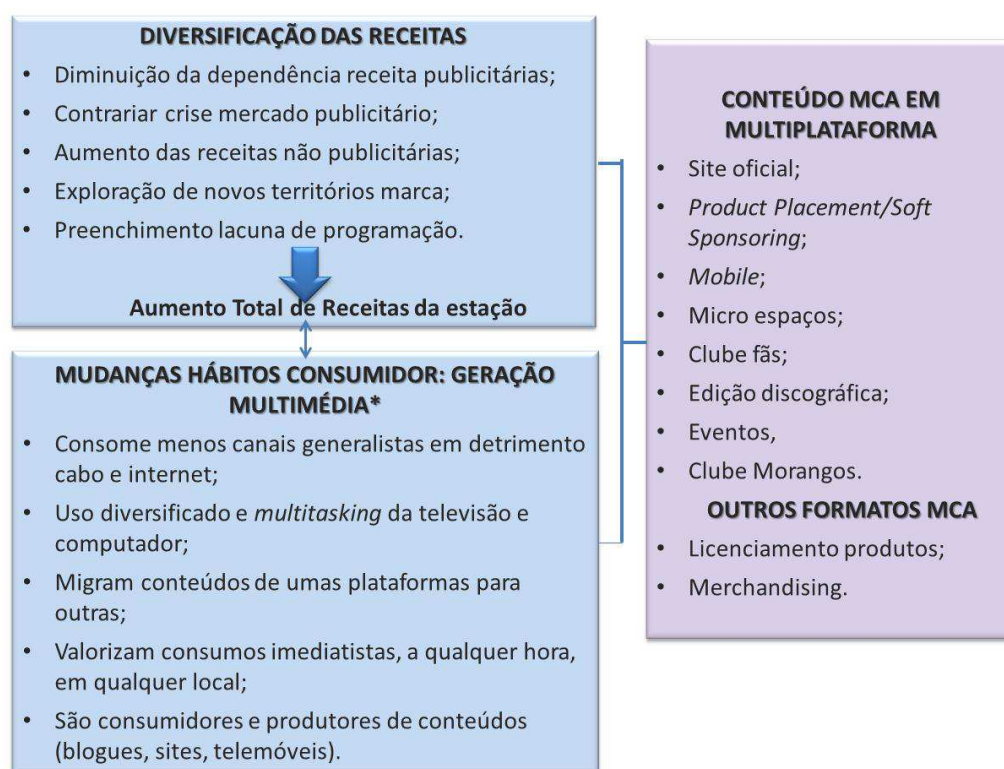 DIVERSIFICAÇÃO DAS RECEITAS
• Diminuição da dependência receita publicitárias;
• Contrariar crise mercado publicitário;
• Aumento das receitas não publicitárias;
• Exploração de novos territórios marca;
• Preenchimento lacuna de programação.
Aumento Total de Receitas da estação
MUDANÇAS HÁBITOS CONSUMIDOR: GERAÇÃO
MULTIMÉDIA*
• Consome menos canais generalistas em detrimento
cabo e internet;
• Uso diversificado e multitasking da televisão e
computador;
• Migram conteúdos de umas plataformas para
outras;
• Valorizam consumos imediatistas, a qualquer hora,
em qualquer local;
• São consumidores e produtores de conteúdos
(blogues, sites, telemóveis).
CONTEÚDO MCA EM
MULTIPLATAFORMA
• Site oficial;
• Product Placement/Soft
Sponsoring;
• Mobile;
• Micro espaços;
• Clube fãs;
• Edição discográfica;
• Eventos,
• Clube Morangos.
OUTROS FORMATOS MCA
• Licenciamento produtos;
• Merchandising.